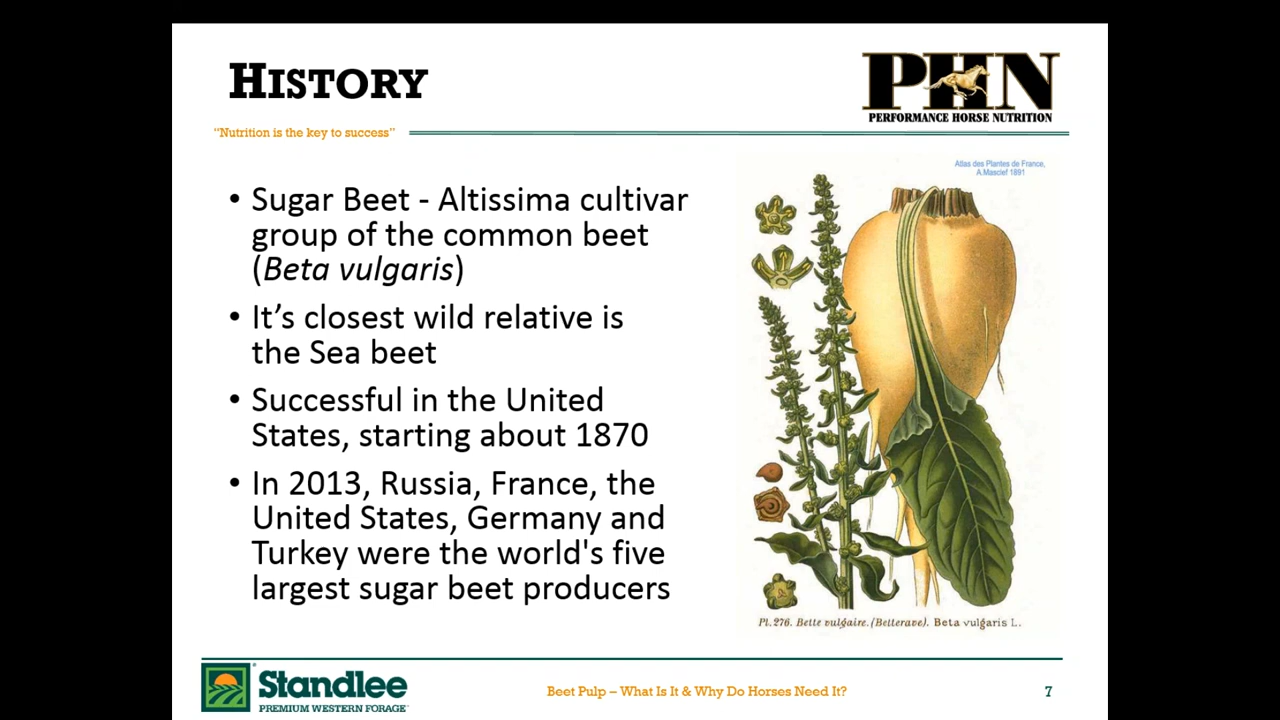 HISTORY
PHN
PERFORMANCE HORSE NUTRITION
“Nutrition is the key to success”
• Sugar Beet - Altissima cultivar
group of the common beet
(Beta vulgaris)
• It’s closest wild relative is
the Sea beet
• Successful in the United
States, starting about 1870
• In 2013, Russia, France, the
United States, Germany and
Turkey were the world's five
largest sugar beet producers
Atlas des Plantes de France,
A.Masclef 1891
Pl.276. Bette vulgaire.(Betterave). Beta vulgaris L.
Standlee®
PREMIUM WESTERN FORAGE™
Beet Pulp – What Is It & Why Do Horses Need It?
7